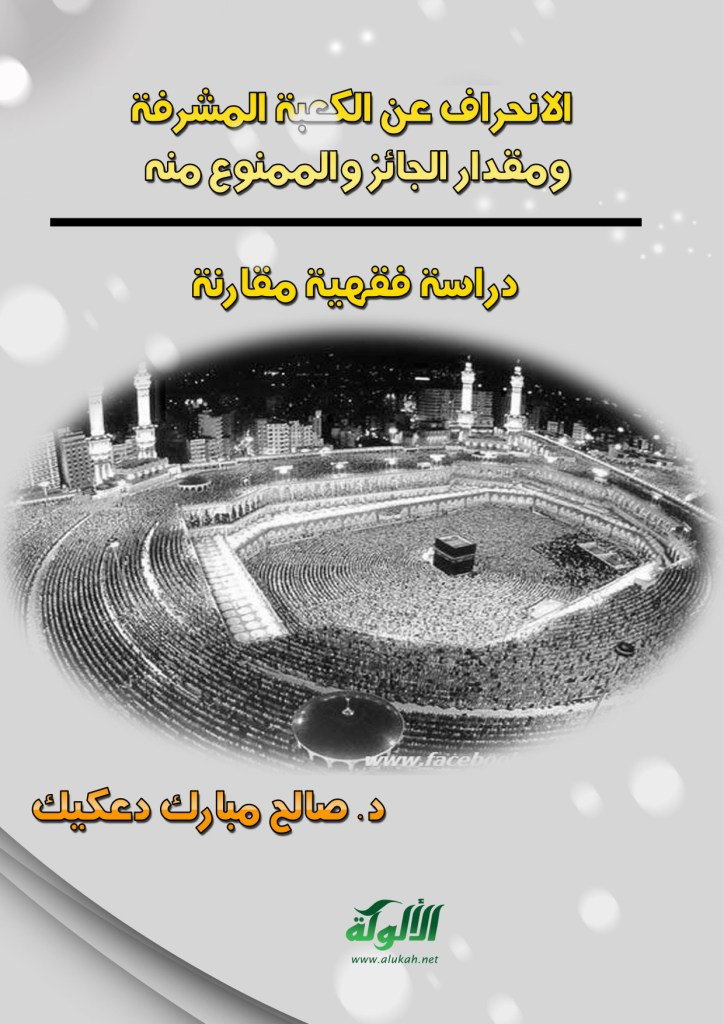 الانحراف عن الكعبة المشرفة
ومقدار الجائز والممنوع منه
دراسة فقهية مقارنة
www.facebo
د. صالح مبارك دعكيك
الألوكة
www.alukah.net